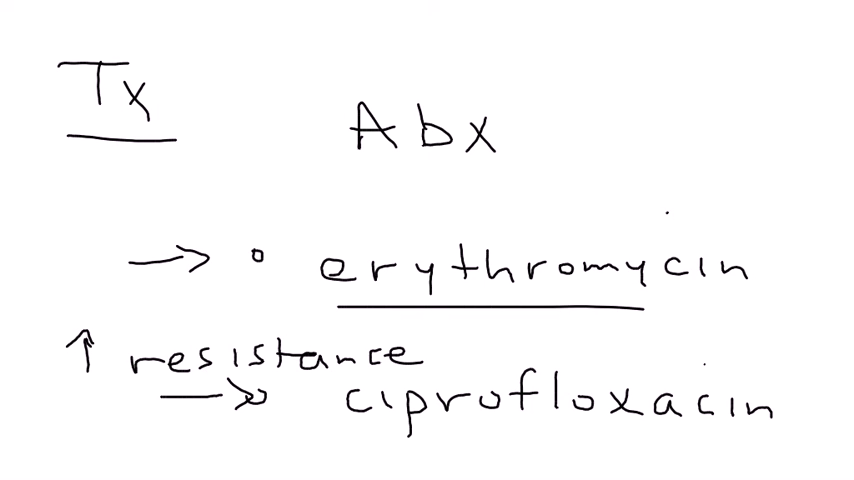 Tx Abx
→ o erythromycin
↑ resistance
→ o ciprofloxacin